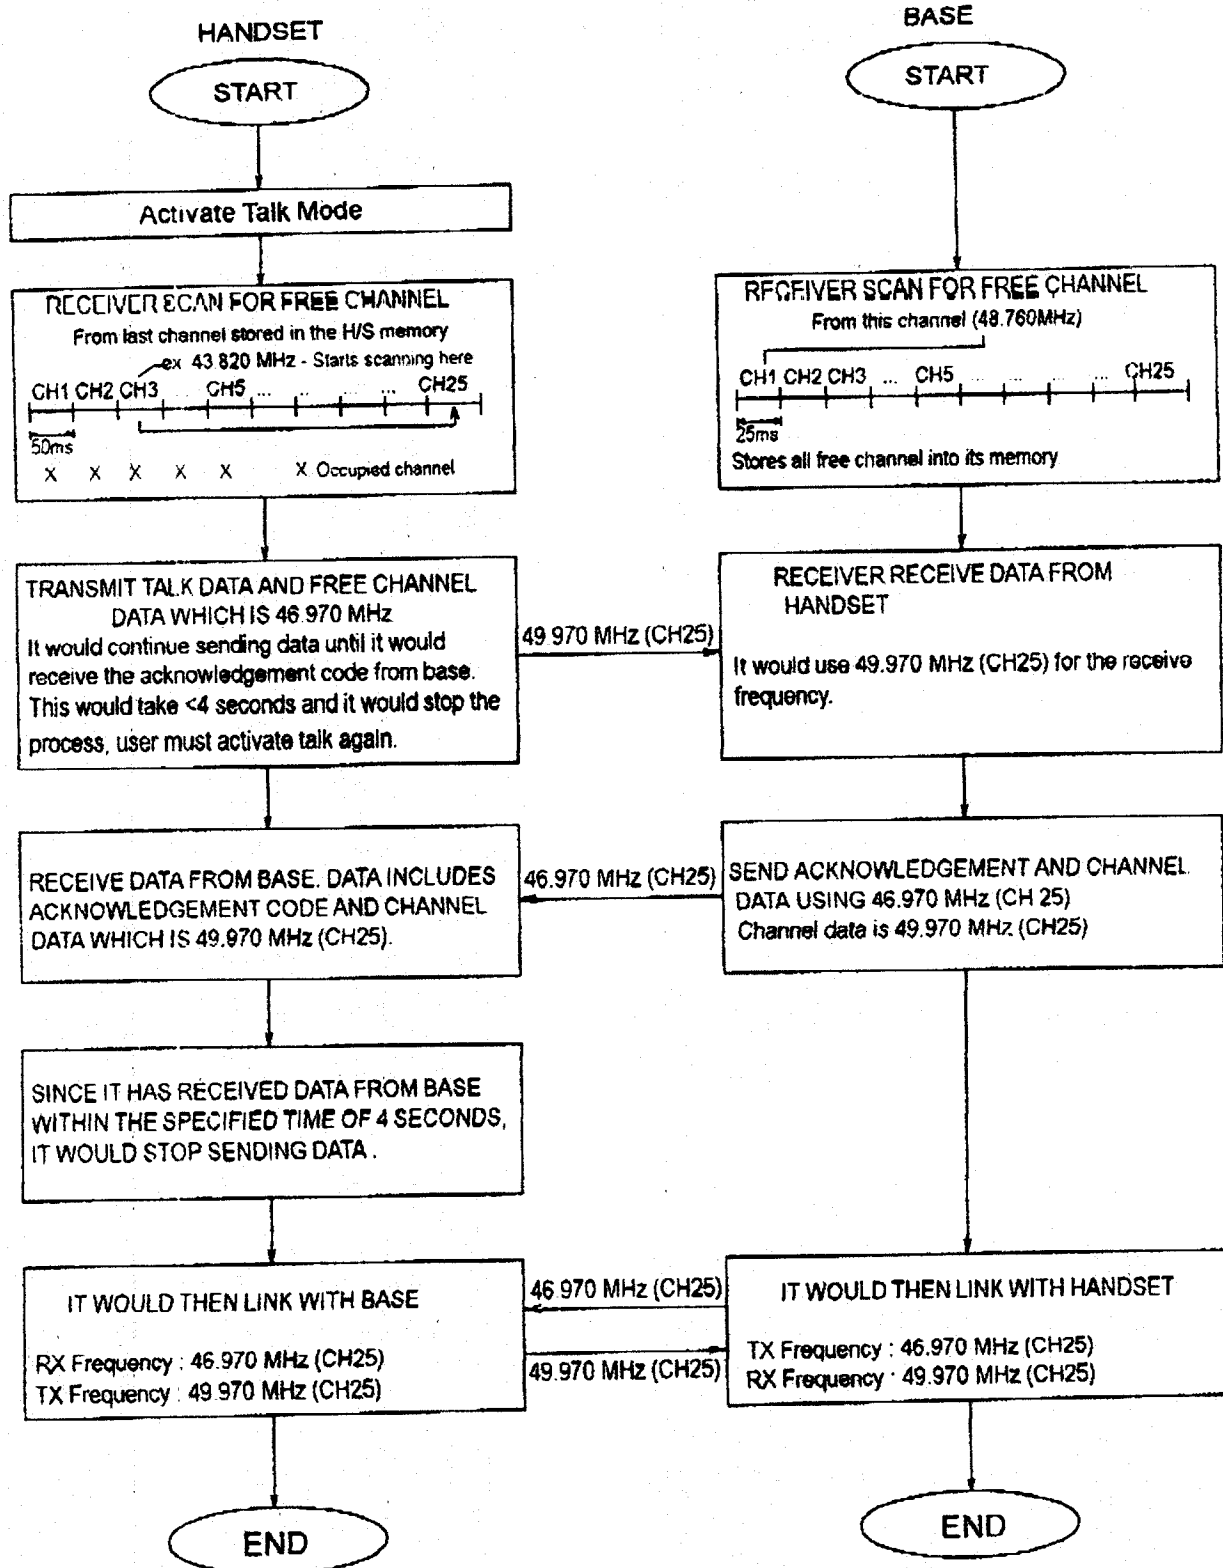 HANDSET
START
Activate Talk Mode
RECEIVER SCAN FOR FREE CHANNEL
From last channel stored in the H/S memory
ex 43.820 MHz - Starts scanning here
CH1 CH2 CH3 ... CH5 ... ... ... ... CH25
50ms
X X X X X X Occupied channel
TRANSMIT TALK DATA AND FREE CHANNEL
DATA WHICH IS 46.970 MHz
It would continue sending data until it would
receive the acknowledgement code from base.
This would take <4 seconds and it would stop the
process, user must activate talk again.
RECEIVE DATA FROM BASE. DATA INCLUDES
ACKNOWLEDGEMENT CODE AND CHANNEL
DATA WHICH IS 49.970 MHz (CH25).
SINCE IT HAS RECEIVED DATA FROM BASE
WITHIN THE SPECIFIED TIME OF 4 SECONDS,
IT WOULD STOP SENDING DATA .
IT WOULD THEN LINK WITH BASE
RX Frequency : 46.970 MHz (CH25)
TX Frequency : 49.970 MHz (CH25)
END
49.970 MHz (CH25)
46.970 MHz (CH25)
46.970 MHz (CH25)
49.970 MHz (CH25)
BASE
START
RECEIVER SCAN FOR FREE CHANNEL
From this channel (48.760MHz)
CH1 CH2 CH3 ... CH5 ... ... ... ... CH25
25ms
Stores all free channel into its memory
RECEIVER RECEIVE DATA FROM
HANDSET
It would use 49.970 MHz (CH25) for the receive
frequency.
SEND ACKNOWLEDGEMENT AND CHANNEL
DATA USING 46.970 MHz (CH 25)
Channel data is 49.970 MHz (CH25)
IT WOULD THEN LINK WITH HANDSET
TX Frequency : 46.970 MHz (CH25)
RX Frequency : 49.970 MHz (CH25)
END